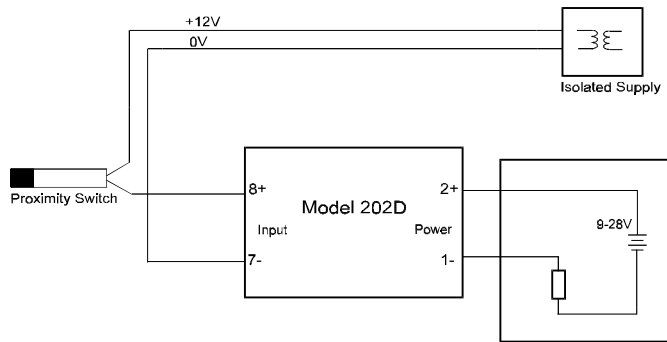 +12V
0V
Isolated Supply
Proximity Switch
8+
2+
Model 202D
9-28V
Input
Power
7-
1-